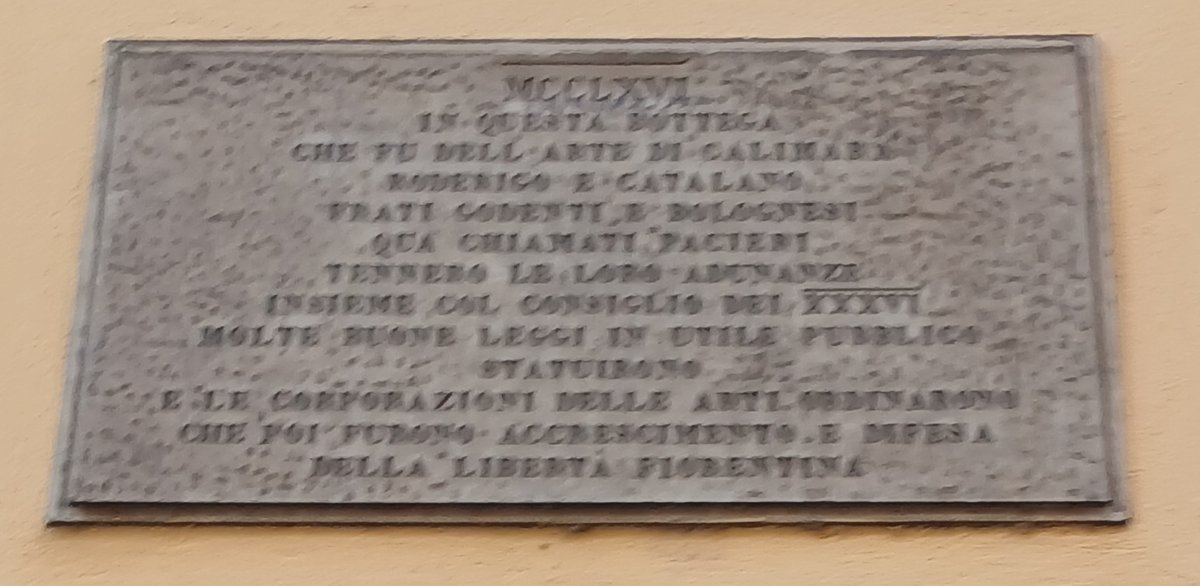 MCCLXVI
IN QUESTA BOTTEGA
CHE FU DELL ARTE DI CALIMARA
RODERIGO E CATALANO
FRATI GODENTI E BOLOGNESI
QUA CHIAMATI PACIERI
TENNERO LE LORO ADUNANZE
INSIEME COL CONSIGLIO DEI XXXVI
MOLTE BUONE LEGGI IN UTILE PUBBLICO
STATUIRONO
E LE CORPORAZIONI DELLE ARTI ORDINARONO
CHE POI FURONO ACCRESCIMENTO E DIFESA
DELLA LIBERTÀ FIORENTINA